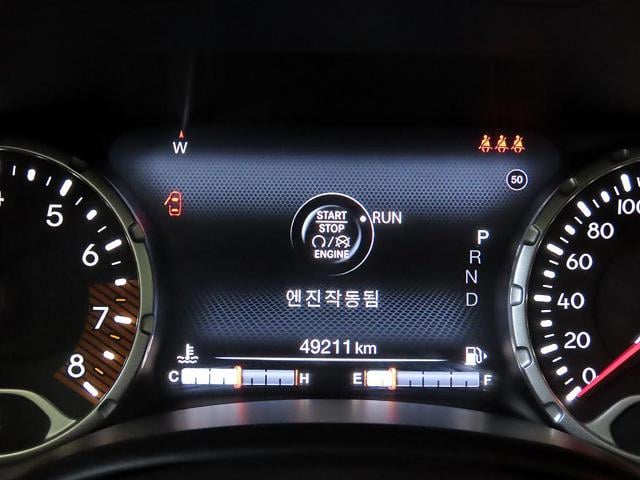 W
50
START
STOP
ENGINE
RUN
P
R
N
D
엔진작동됨
49211 km
C H
E F
5
6
7
8
100
80
60
40
20
0